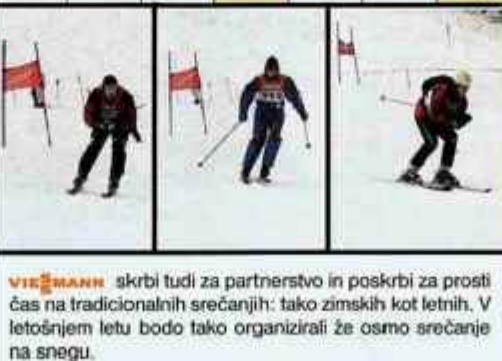 VIESMANN skrbi tudi za partnerstvo in poskrbi za prosti
čas na tradicionalnih srečanjih: tako zimskih kot letnih. V
letošnjem letu bodo tako organizirali že osmo srečanje
na snegu.